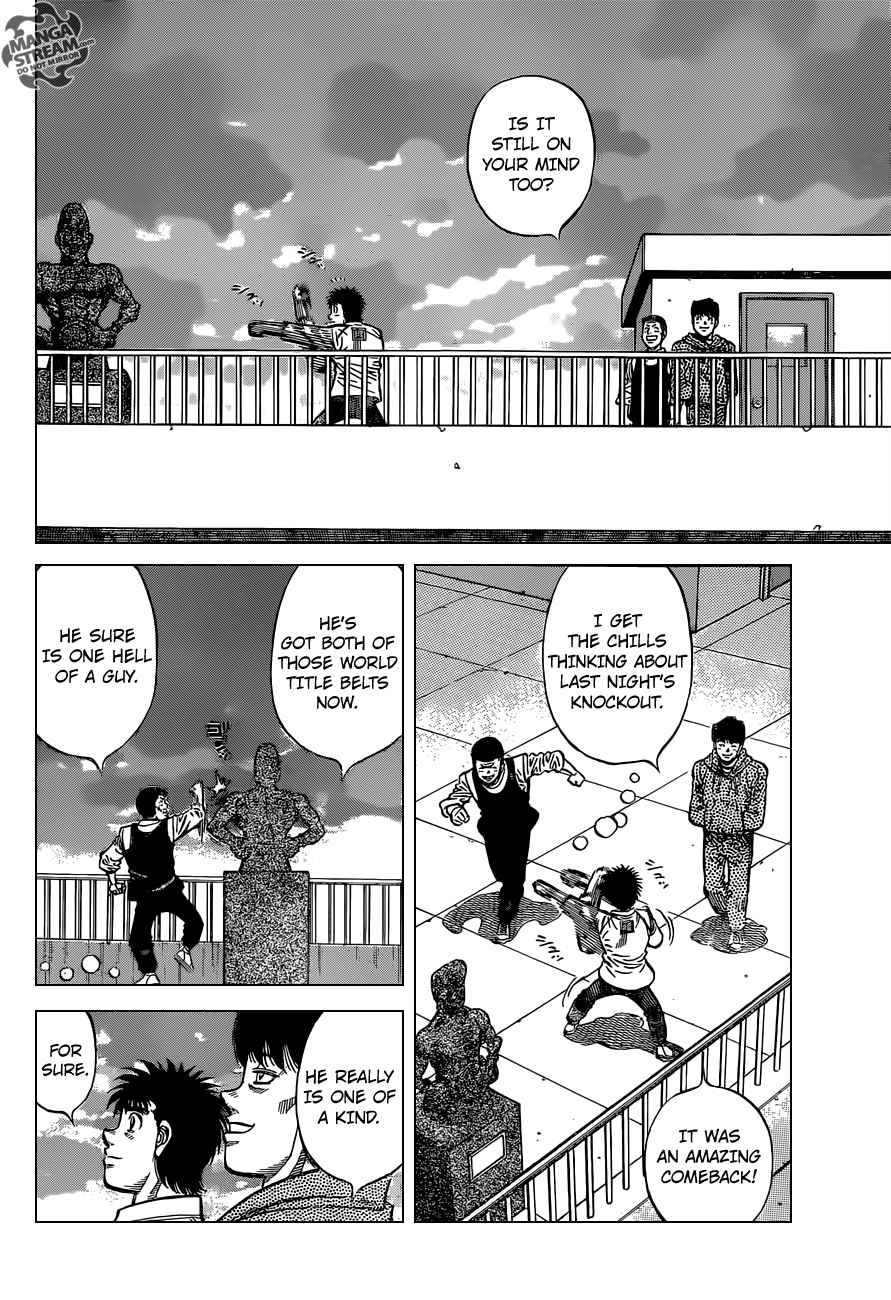 MANGA
STREAM
DO NOT MIRROR.COM
IS IT
STILL ON
YOUR MIND
TOO?
I GET
THE CHILLS
THINKING ABOUT
LAST NIGHT'S
KNOCKOUT.
IT WAS
AN AMAZING
COMEBACK!
HE'S
GOT BOTH OF
THOSE WORLD
TITLE BELTS
NOW.
HE SURE
IS ONE HELL
OF A GUY.
HE REALLY
IS ONE OF
A KIND.
FOR
SURE.